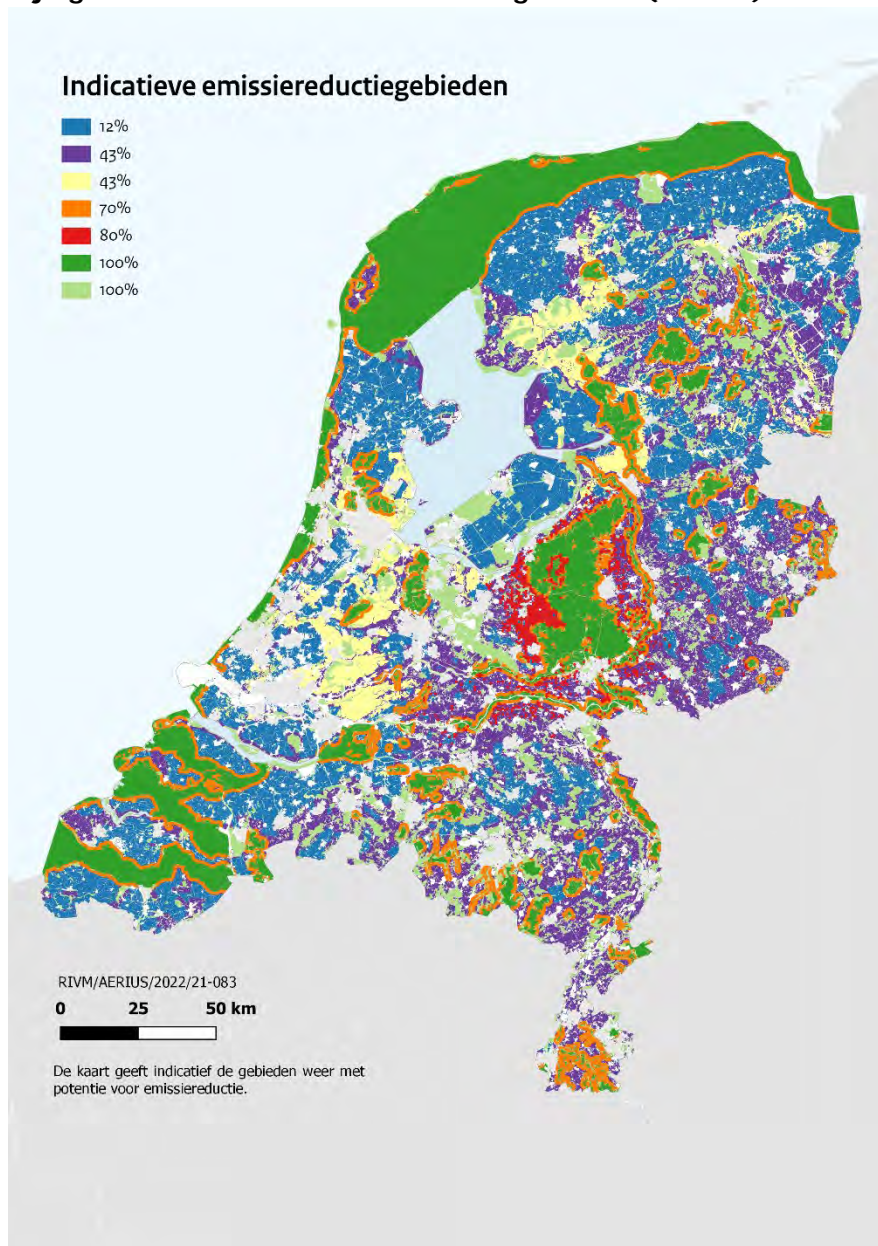 Indicatieve emissiereductiegebieden
12%
43%
43%
70%
80%
100%
100%
RIVM/AERIUS/2022/21-083
0 25 50 km
De kaart geeft indicatief de gebieden weer met
potentie voor emissiereductie.